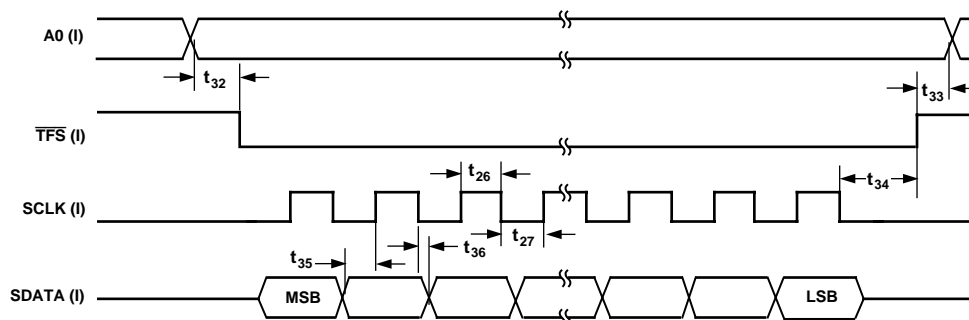 A0 (I)
t32
t33
TFS (I)
t26
t34
SCLK (I)
t27
t36
t35
SDATA (I)
MSB
LSB